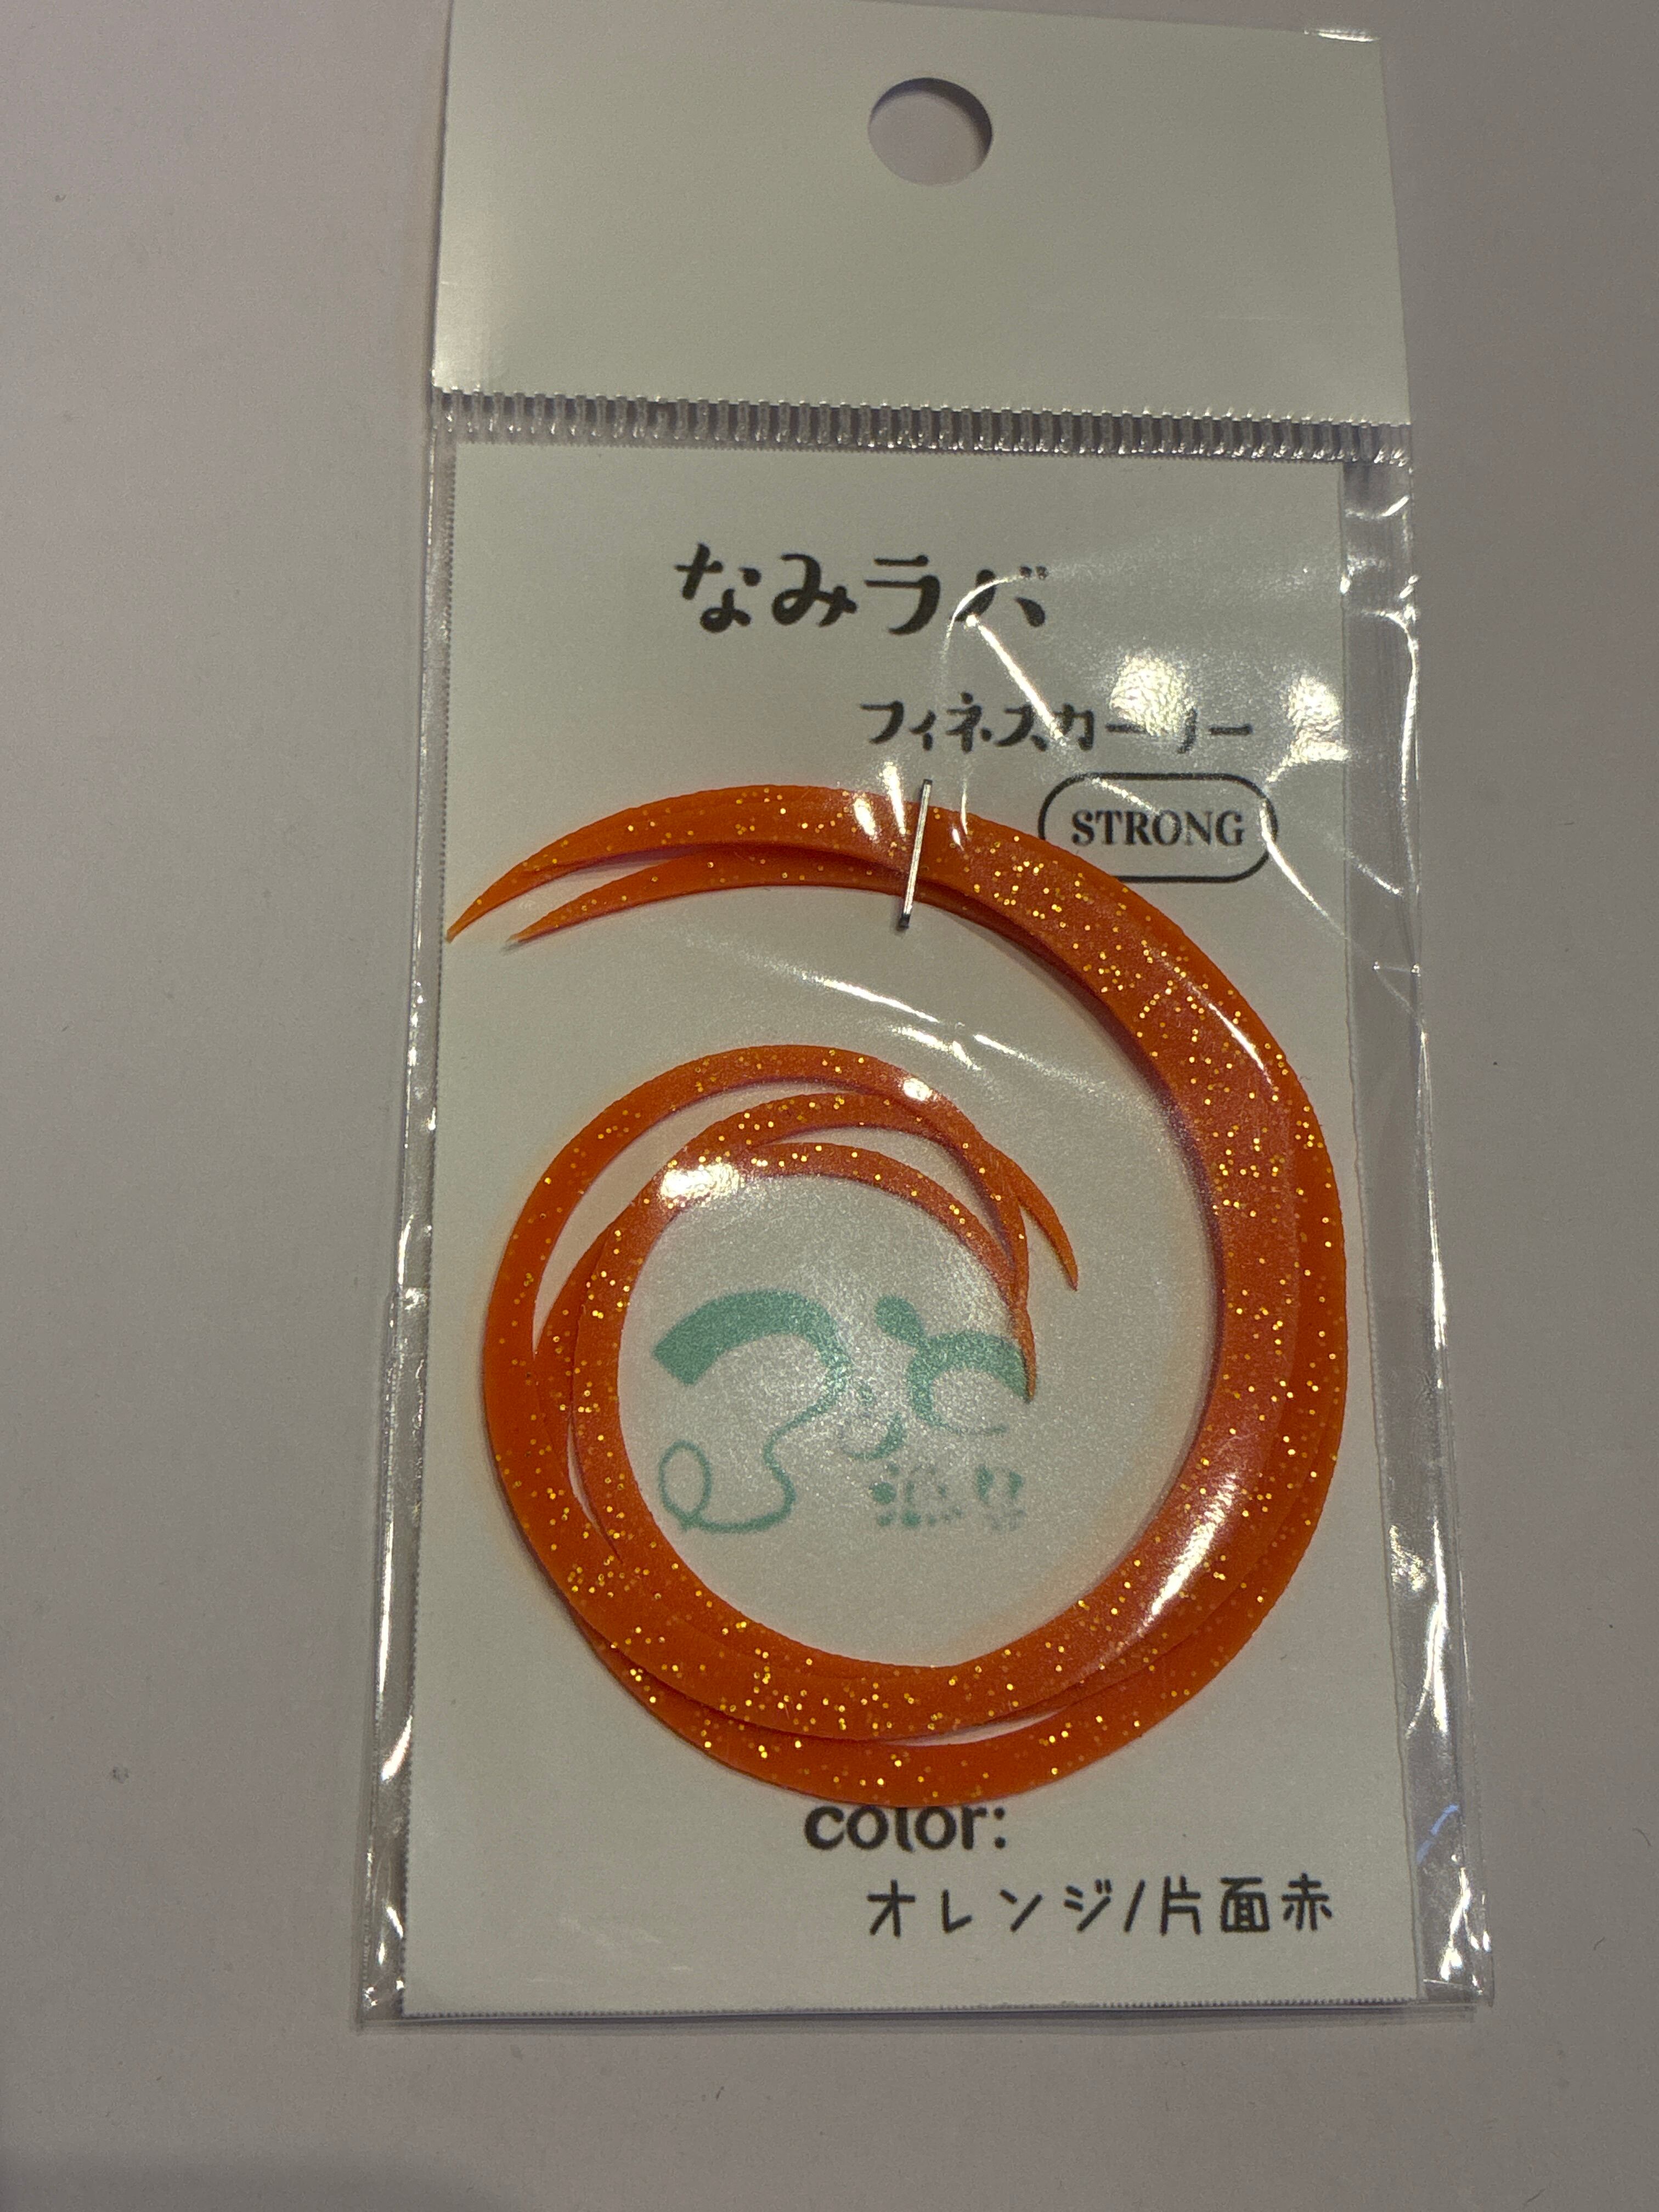 なみラバ
フィネスカーリー
STRONG
color:
オレンジ/片面赤